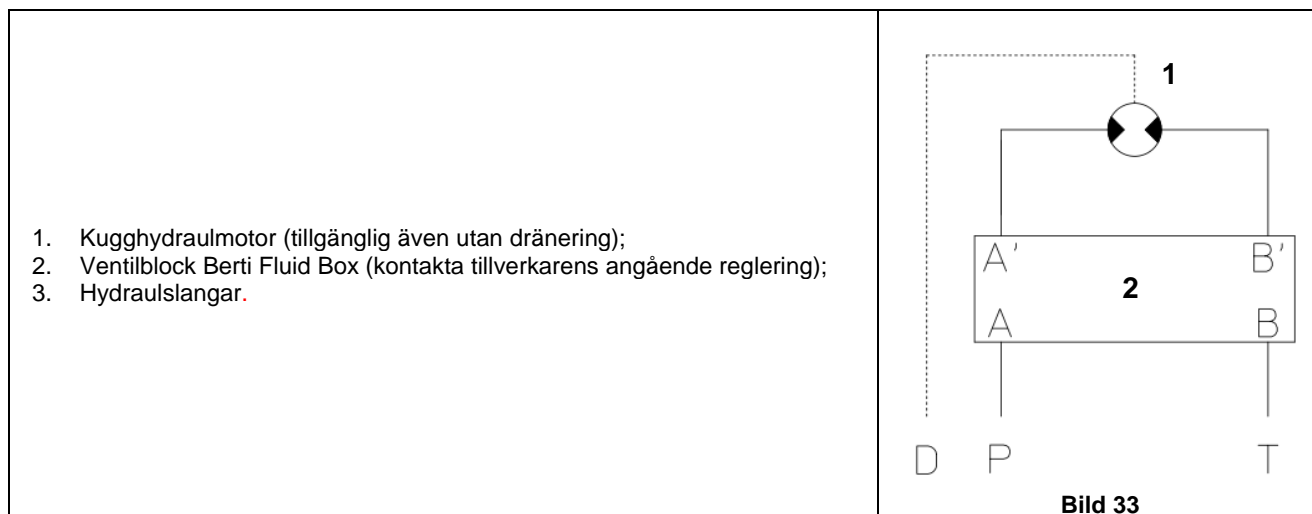 1. Kugghydraulmotor (tillgänglig även utan dränering);
2. Ventilblock Berti Fluid Box (kontakta tillverkarens angående reglering);
3. Hydraulslangar.
1
A' B'
2
A B
D P T
Bild 33